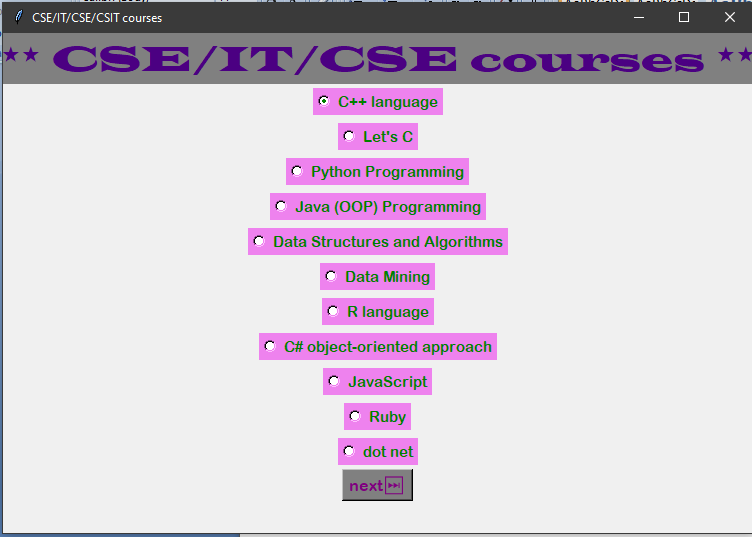 CSE/IT/CSE/CSIT courses
★★ CSE/IT/CSE courses ★★
C++ language
Let's C
Python Programming
Java (OOP) Programming
Data Structures and Algorithms
Data Mining
R language
C# object-oriented approach
JavaScript
Ruby
dot net
next⏭